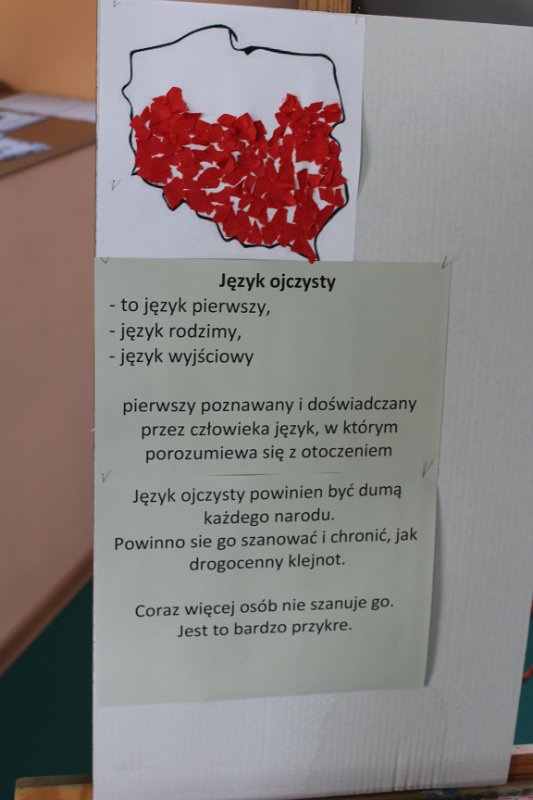 Język ojczysty
- to język pierwszy,
- język rodzimy,
- język wyjściowy
pierwszy poznawany i doświadczany
przez człowieka język, w którym
porozumiewa się z otoczeniem
Język ojczysty powinien być dumą
każdego narodu.
Powinno sie go szanować i chronić, jak
drogocenny klejnot.
Coraz więcej osób nie szanuje go.
Jest to bardzo przykre.